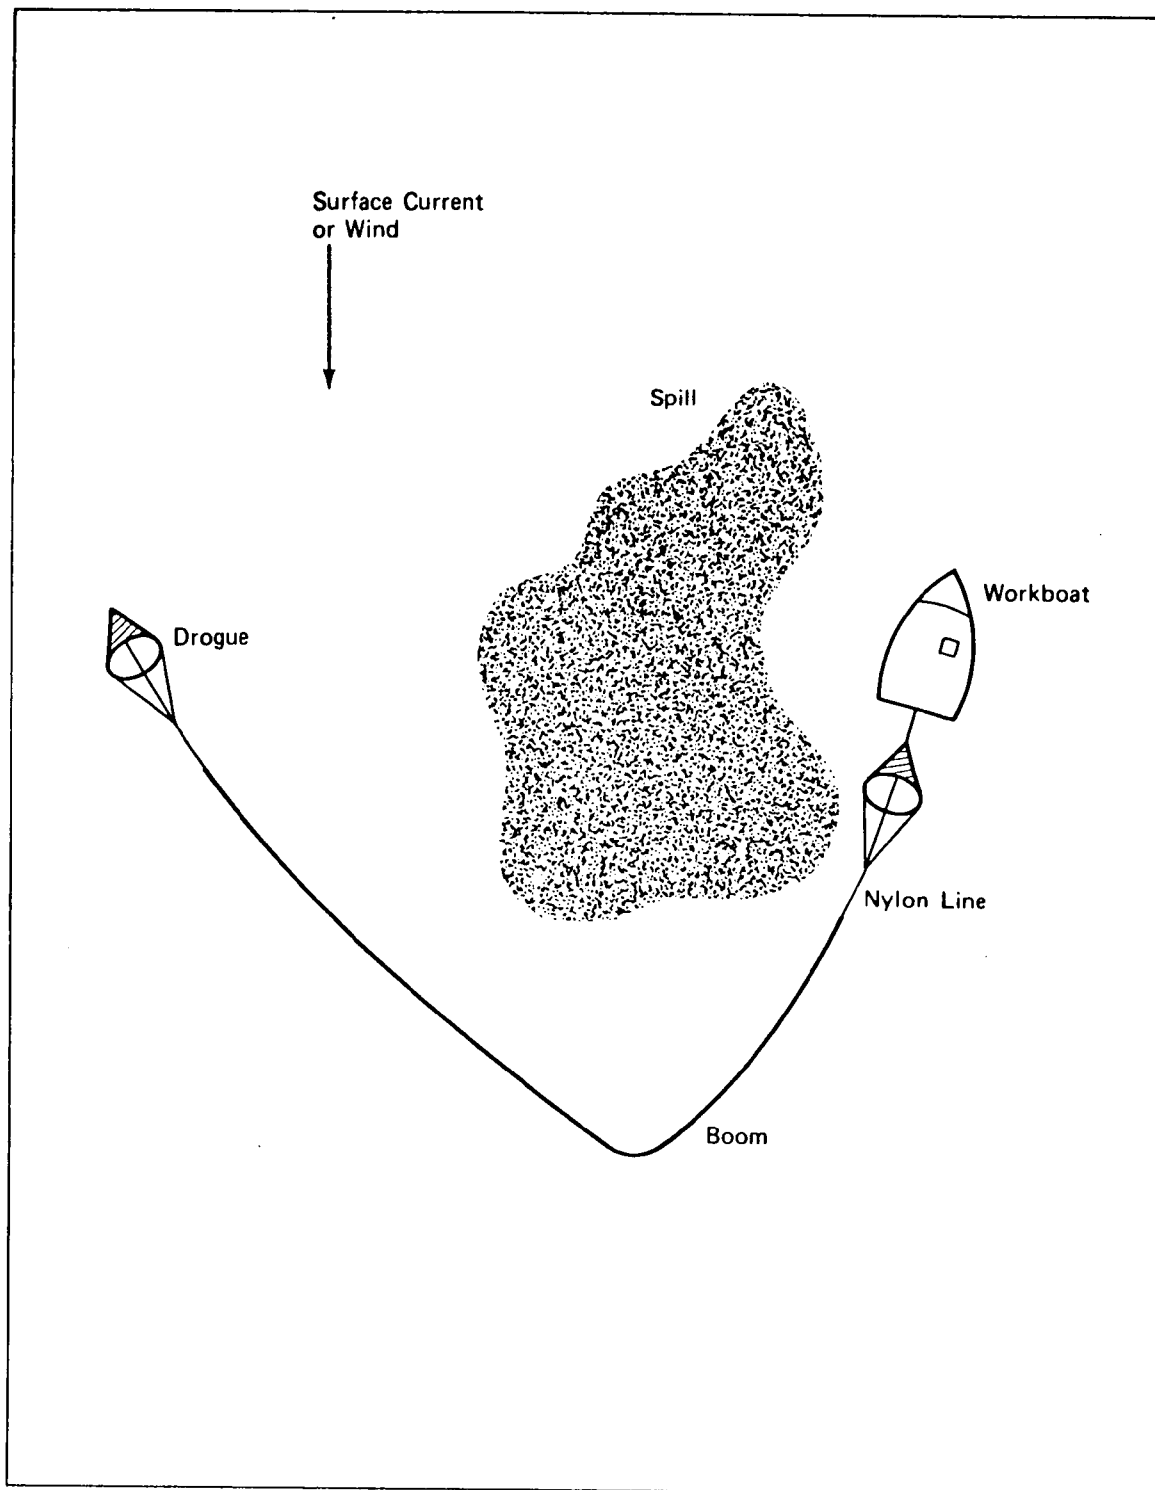 Surface Current
or Wind
Spill
Workboat
Drogue
Nylon Line
Boom